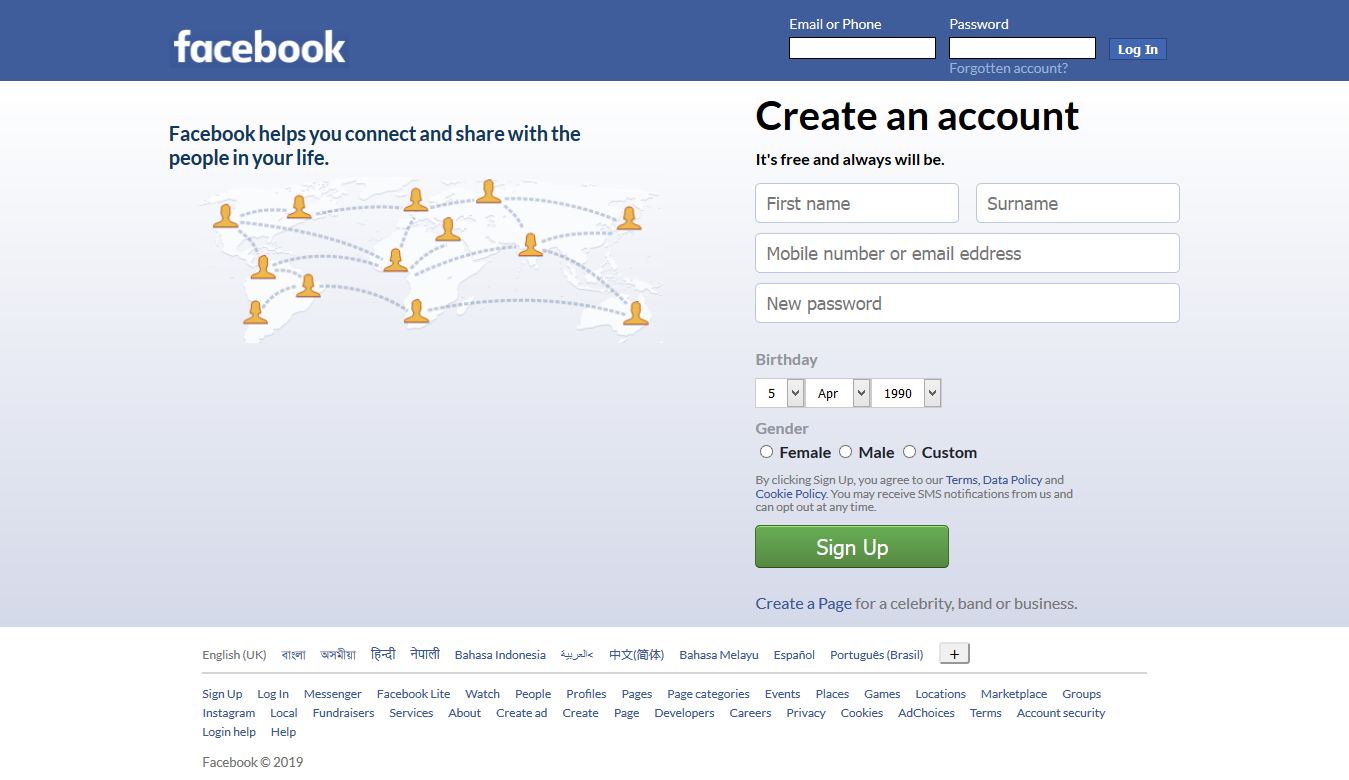 facebook
Email or Phone
Password
Log In
Forgotten account?
Facebook helps you connect and share with the
people in your life.
Create an account
It's free and always will be.
First name
Surname
Mobile number or email eddress
New password
Birthday
5 Apr 1990
Gender
Female Male Custom
By clicking Sign Up, you agree to our Terms, Data Policy and
Cookie Policy. You may receive SMS notifications from us and
can opt out at any time.
Sign Up
Create a Page for a celebrity, band or business.
English (UK) বাংলা অসমীয়া हिन्दी नेपाली Bahasa Indonesia العربية< 中文(简体) Bahasa Melayu Español Português (Brasil) +
Sign Up Log In Messenger Facebook Lite Watch People Profiles Pages Page categories Events Places Games Locations Marketplace Groups
Instagram Local Fundraisers Services About Create ad Create Page Developers Careers Privacy Cookies AdChoices Terms Account security
Login help Help
Facebook © 2019